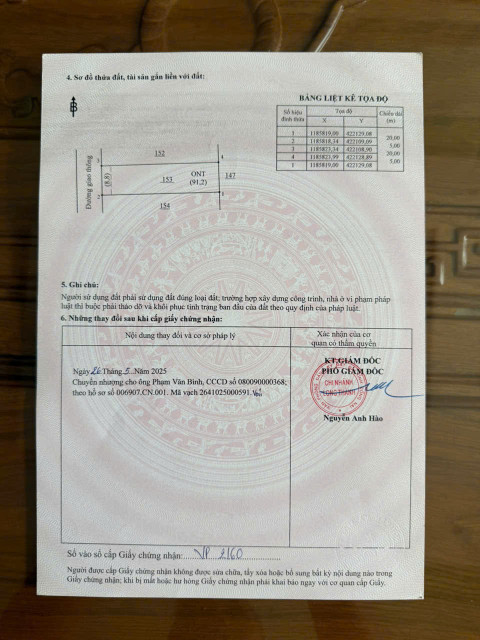 4. Sơ đồ thửa đất, tài sản gắn liền với đất:
BẢNG LIỆT KÊ TỌA ĐỘ
Số hiệu đỉnh thửa Tọa độ Chiều dài (m)
X Y
1 1185819,00 422129,08
20,00
2 1185818,34 422109,09
5,00
3 1185823,34 422108,90
20,00
4 1185823,99 422128,89
5,00
1185819,00 422129,08
Đường giao thông
(8,8)
152
153
ONT
(91,2)
147
154
5. Ghi chú:
Người sử dụng đất phải sử dụng đất đúng loại đất; trường hợp xây dựng công trình, nhà ở vi phạm pháp
luật thì buộc phải tháo dỡ và khôi phục tình trạng ban đầu của đất theo quy định của pháp luật.
6. Những thay đổi sau khi cấp giấy chứng nhận:
Nội dung thay đổi và cơ sở pháp lý
Xác nhận của cơ
quan có thẩm quyền
Ngày 26 Tháng 5 Năm 2025
Chuyển nhượng cho ông Phạm Văn Bình, CCCD số 080090000368;
theo hồ sơ số 006907.CN.001. Mã vạch 2641025000591.
KT.GIÁM ĐỐC
PHÓ GIÁM ĐỐC
CHI NHÁNH
LONG THÀNH
Nguyễn Anh Hào
Số vào sổ cấp Giấy chứng nhận: VP 2160
Người được cấp Giấy chứng nhận không được sửa chữa, tẩy xóa hoặc bổ sung bất kỳ nội dung nào trong
Giấy chứng nhận; khi bị mất hoặc hư hỏng Giấy chứng nhận phải khai báo ngay với cơ quan cấp Giấy.